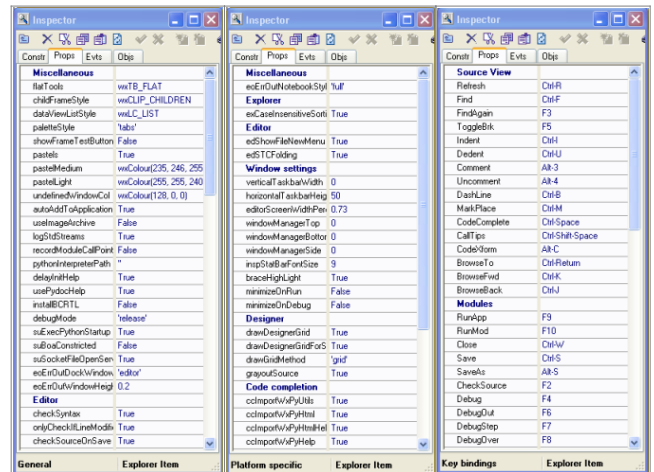 Inspector
Constr Props Evts Objs
Miscellaneous
flatTools wxTB_FLAT
childFrameStyle wxCLIP_CHILDREN
dataViewListStyle wxLC_LIST
paletteStyle 'tabs'
showFrameTestButton False
pastels True
pastelMedium wxColour(235, 246, 255
pastelLight wxColour(255, 255, 240
undefinedWindowCol wxColour(128, 0, 0)
autoAddToApplication True
useImageArchive False
logStdStreams True
recordModuleCallPoint False
pythonInterpreterPath ''
delayInitHelp True
usePydocHelp True
installBCRTL False
debugMode 'release'
suExecPythonStartup True
suBoaConstricted False
suSocketFileOpenServ True
eoErrOutDockWindow 'editor'
eoErrOutWindowHeigh 0.2
Editor
checkSyntax True
onlyCheckIfLineModifi True
checkSourceOnSave True
General Explorer Item
Inspector
Constr Props Evts Objs
Miscellaneous
eoErrOutNotebookStyl 'full'
Explorer
exCaseInsensitiveSorti True
Editor
edShowFileNewMenu True
edSTCFolding True
Window settings
verticalTaskbarWidth 0
horizontalTaskbarHeig 50
editorScreenWidthPer 0.73
windowManagerTop 0
windowManagerBottor 0
windowManagerSide 0
inspStatBarFontSize 9
braceHighLight True
minimizeOnRun False
minimizeOnDebug False
Designer
drawDesignerGrid True
drawDesignerGridForS True
drawGridMethod 'grid'
grayoutSource True
Code completion
ccImportWxPyUtils True
ccImportWxPyHtml True
ccImportWxPyHtmlHel True
ccImportWxPyHelp True
Platform specific Explorer Item
Inspector
Constr Props Evts Objs
Source View
Refresh Ctrl-R
Find Ctrl-F
FindAgain F3
ToggleBrk F5
Indent Ctrl-I
Dedent Ctrl-U
Comment Alt-3
Uncomment Alt-4
DashLine Ctrl-B
MarkPlace Ctrl-M
CodeComplete Ctrl-Space
CallTips Ctrl-Shift-Space
CodeXform Alt-C
BrowseTo Ctrl-Return
BrowseFwd Ctrl-K
BrowseBack Ctrl-J
Modules
RunApp F9
RunMod F10
Close Ctrl-W
Save Ctrl-S
SaveAs Alt-S
CheckSource F2
Debug F4
DebugOut F6
DebugStep F7
DebugOver F8
Key bindings Explorer Item